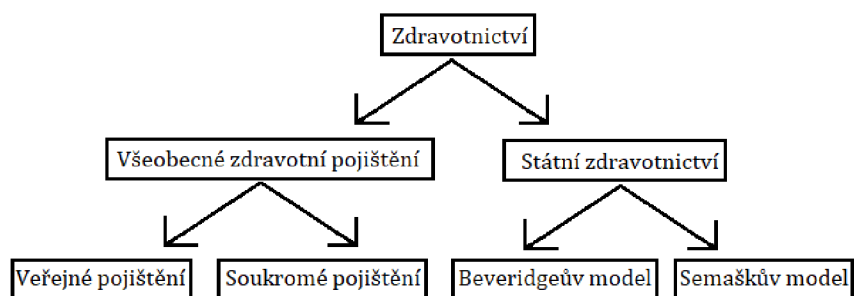 Zdravotnictví
Všeobecné zdravotní pojištění
Státní zdravotnictví
Veřejné pojištění
Soukromé pojištění
Beveridgeův model
Semaškův model